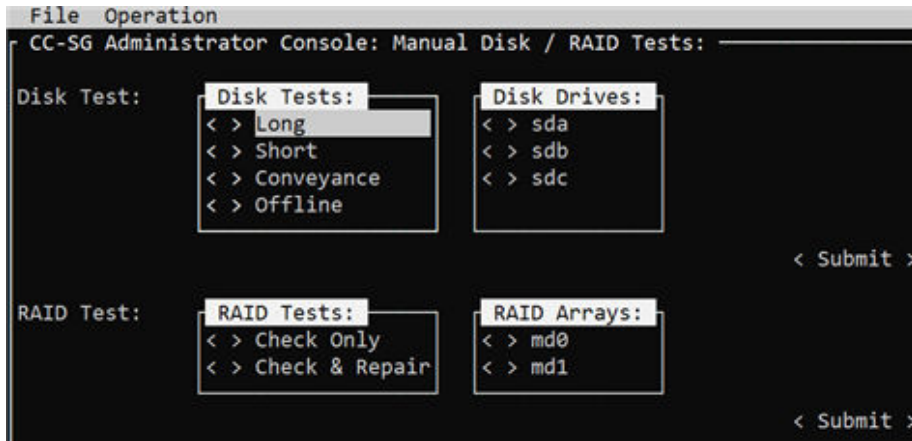 File Operation
CC-SG Administrator Console: Manual Disk / RAID Tests:
Disk Test: Disk Tests: Disk Drives:
< > Long < > sda
< > Short < > sdb
< > Conveyance < > sdc
< > Offline
< Submit >
RAID Test: RAID Tests: RAID Arrays:
< > Check Only < > md0
< > Check & Repair < > md1
< Submit >